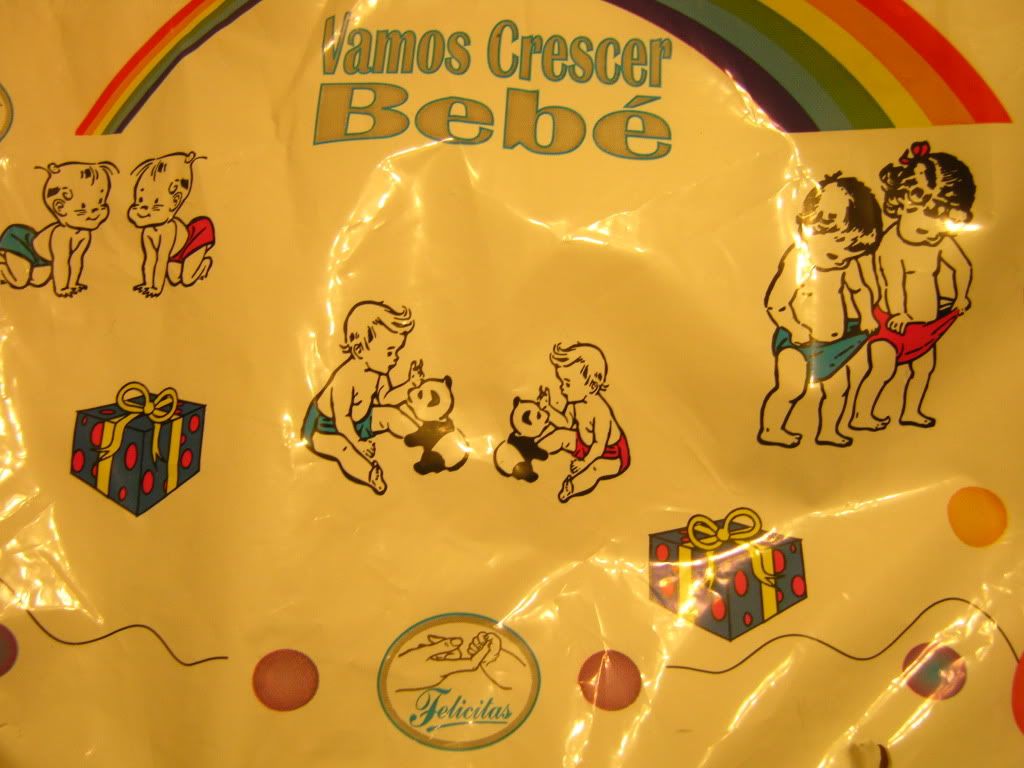 Vamos Crescer
Bebé
Felicitas